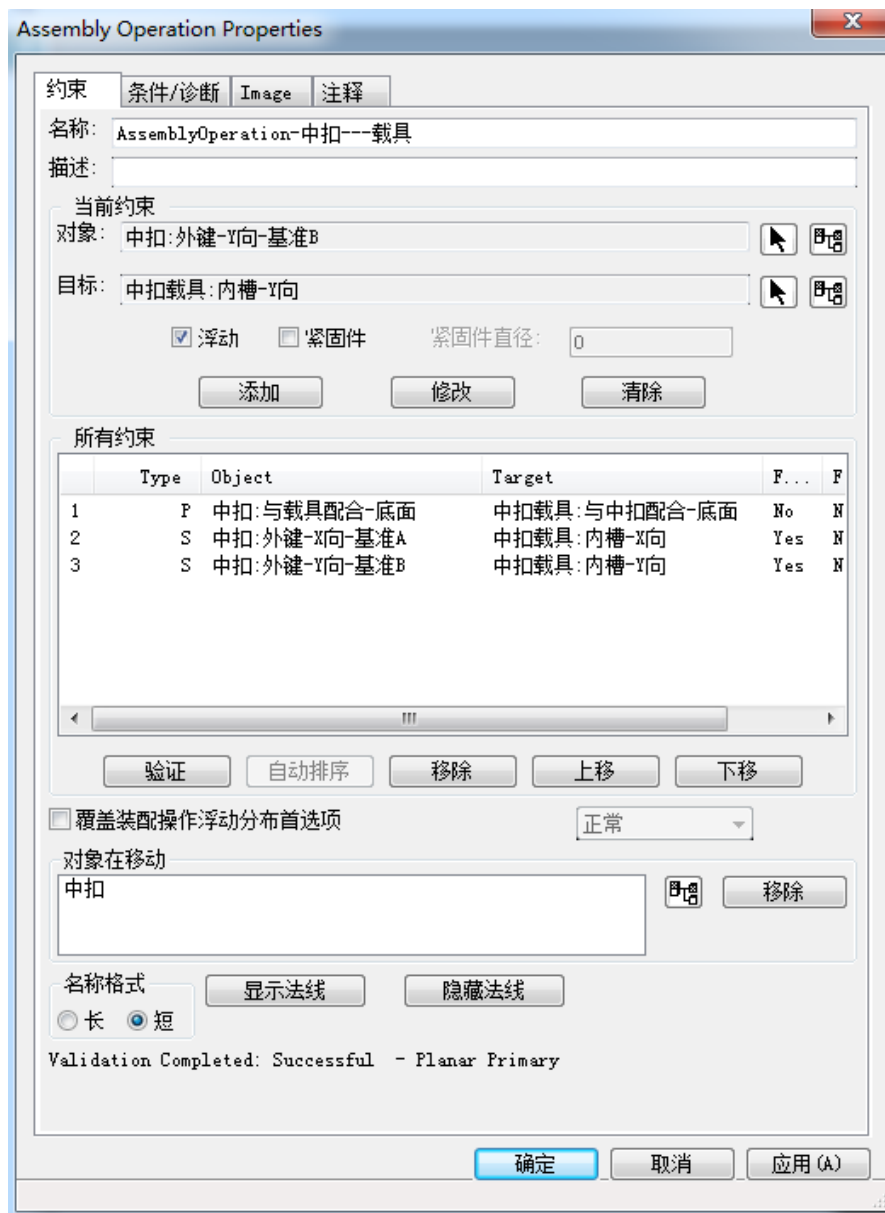 Assembly Operation Properties
约束 条件/诊断 Image 注释
名称: AssemblyOperation-中扣---载具
描述:
当前约束
对象: 中扣:外键-Y向-基准B
目标: 中扣载具:内槽-Y向
浮动 紧固件 紧固件直径: 0
添加 修改 清除
所有约束
Type Object Target F... F
1 P 中扣:与载具配合-底面 中扣载具:与中扣配合-底面 No N
2 S 中扣:外键-X向-基准A 中扣载具:内槽-X向 Yes N
3 S 中扣:外键-Y向-基准B 中扣载具:内槽-Y向 Yes N
验证 自动排序 移除 上移 下移
覆盖装配操作浮动分布首选项 正常
对象在移动
中扣
移除
名称格式
显示法线 隐藏法线
长 短
Validation Completed: Successful - Planar Primary
确定 取消 应用(A)